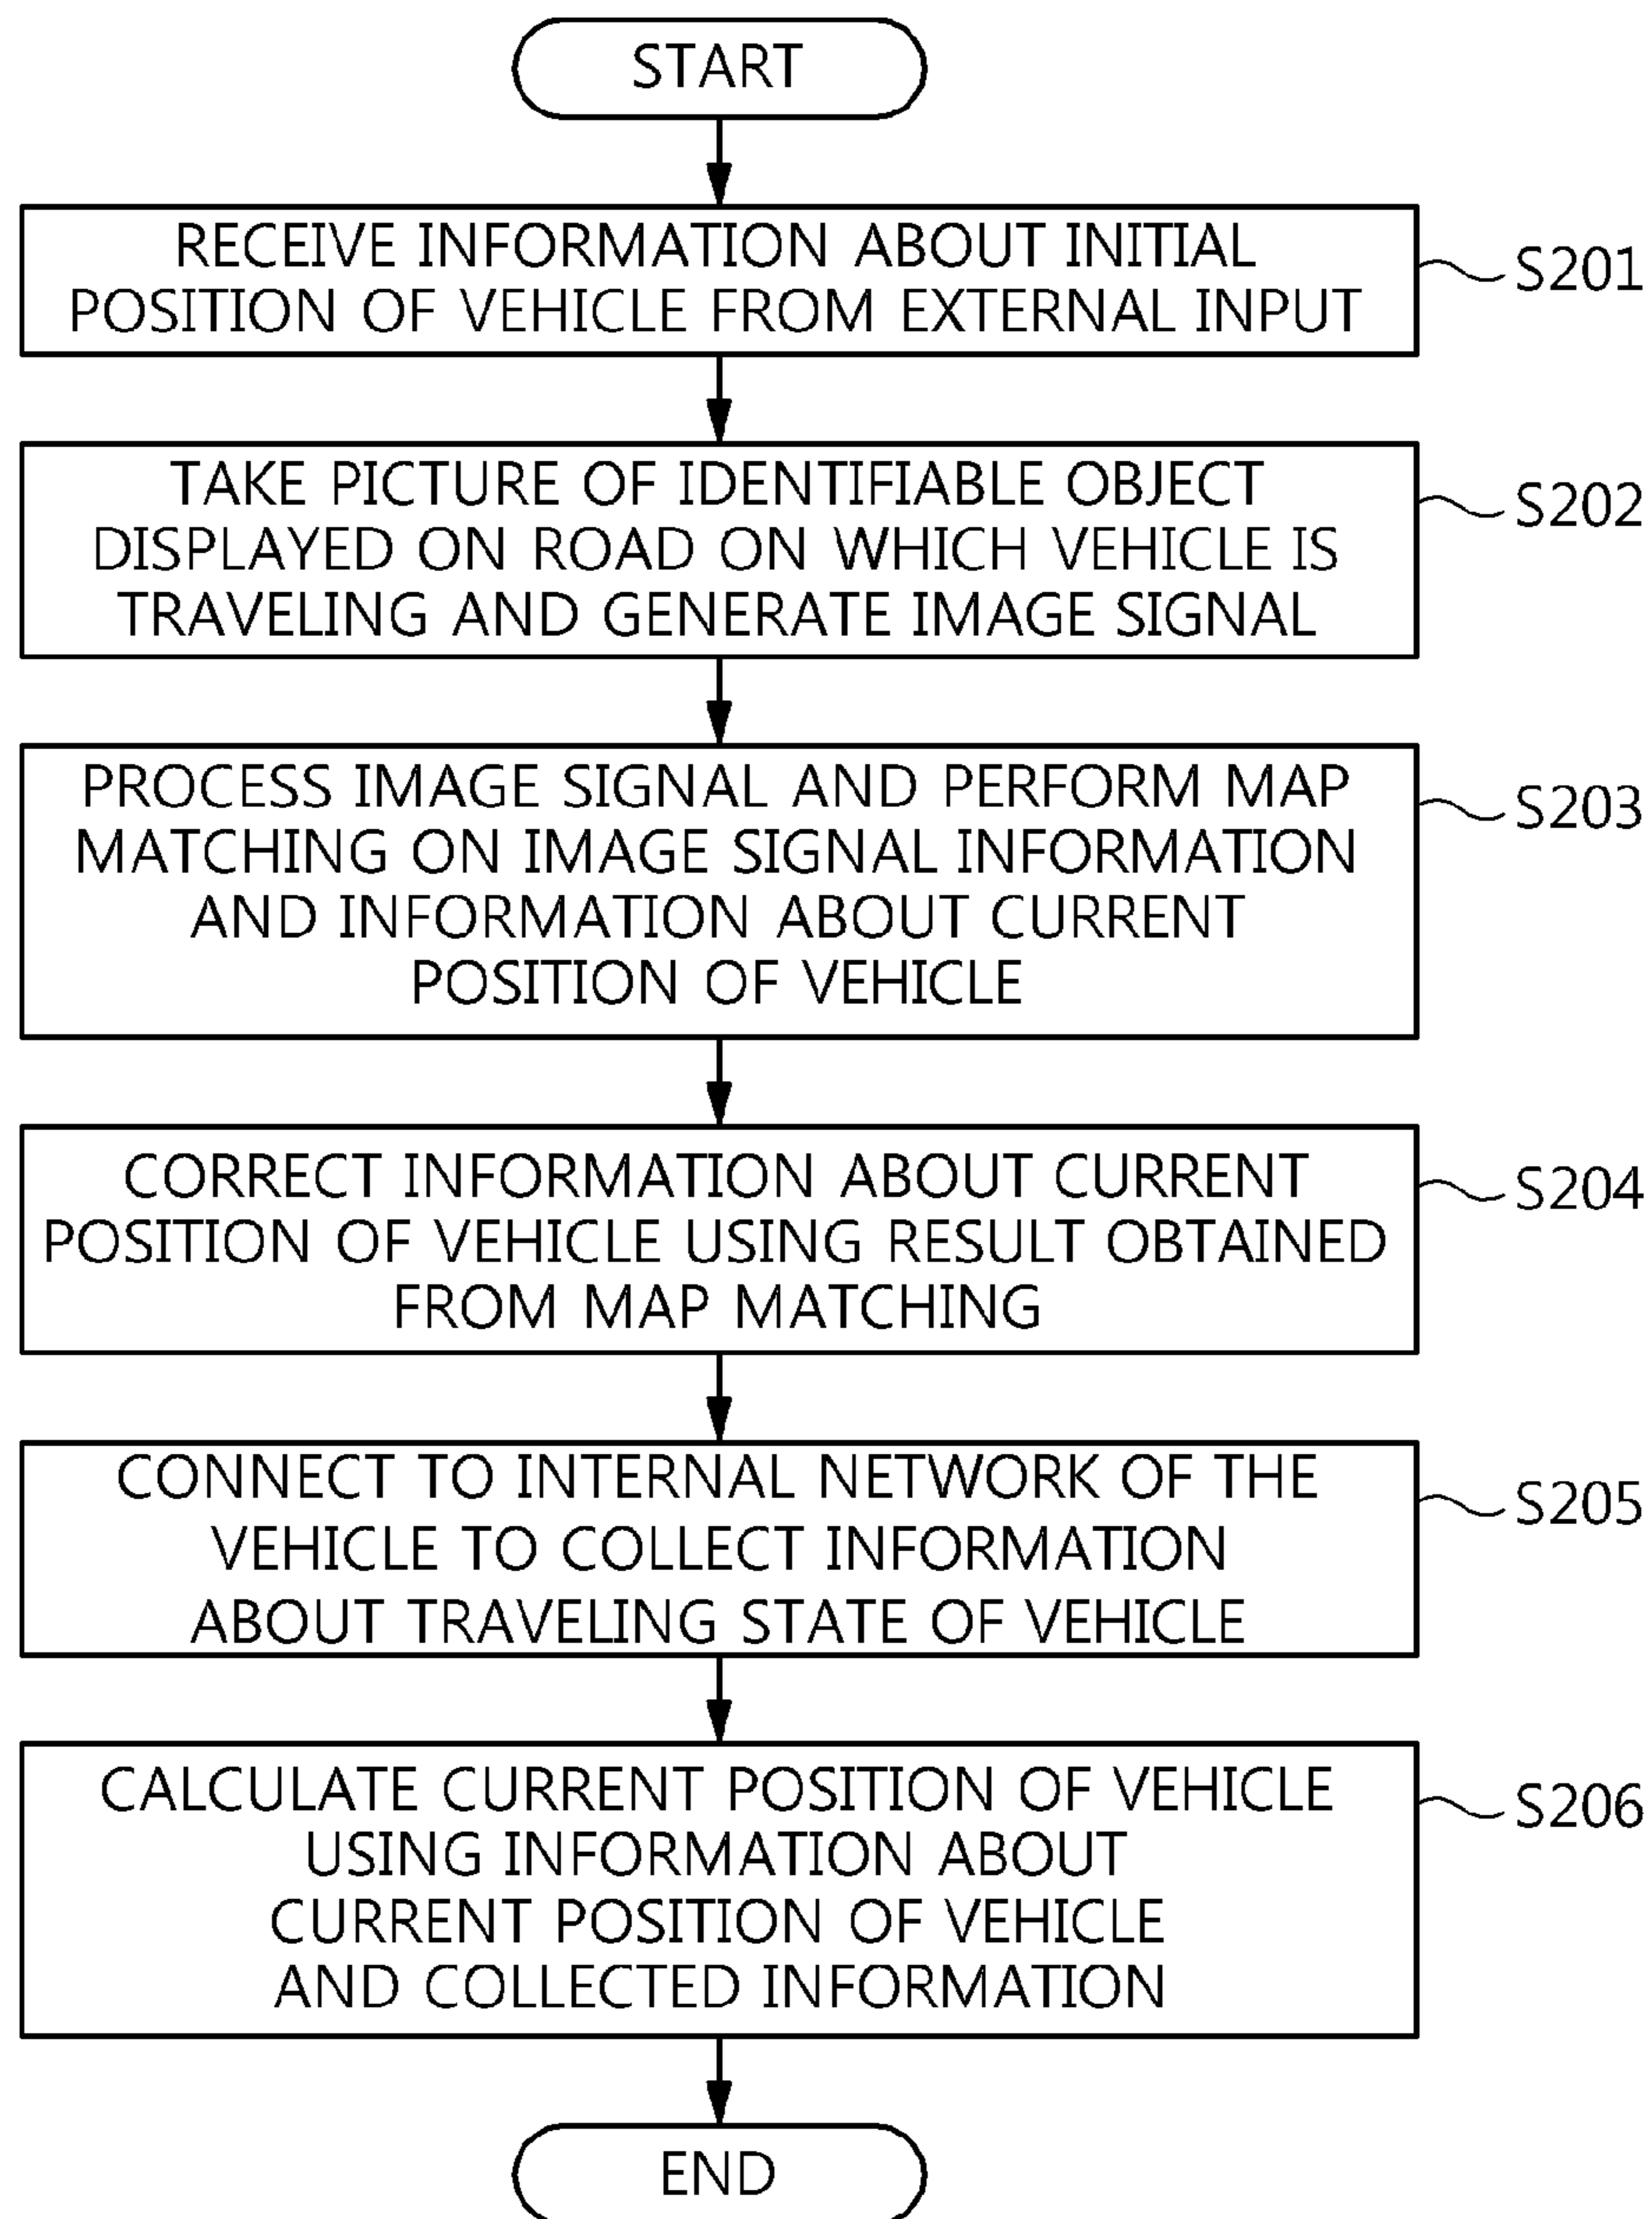 START
RECEIVE INFORMATION ABOUT INITIAL
POSITION OF VEHICLE FROM EXTERNAL INPUT
S201
TAKE PICTURE OF IDENTIFIABLE OBJECT
DISPLAYED ON ROAD ON WHICH VEHICLE IS
TRAVELING AND GENERATE IMAGE SIGNAL
S202
PROCESS IMAGE SIGNAL AND PERFORM MAP
MATCHING ON IMAGE SIGNAL INFORMATION
AND INFORMATION ABOUT CURRENT
POSITION OF VEHICLE
S203
CORRECT INFORMATION ABOUT CURRENT
POSITION OF VEHICLE USING RESULT OBTAINED
FROM MAP MATCHING
S204
CONNECT TO INTERNAL NETWORK OF THE
VEHICLE TO COLLECT INFORMATION
ABOUT TRAVELING STATE OF VEHICLE
S205
CALCULATE CURRENT POSITION OF VEHICLE
USING INFORMATION ABOUT
CURRENT POSITION OF VEHICLE
AND COLLECTED INFORMATION
S206
END